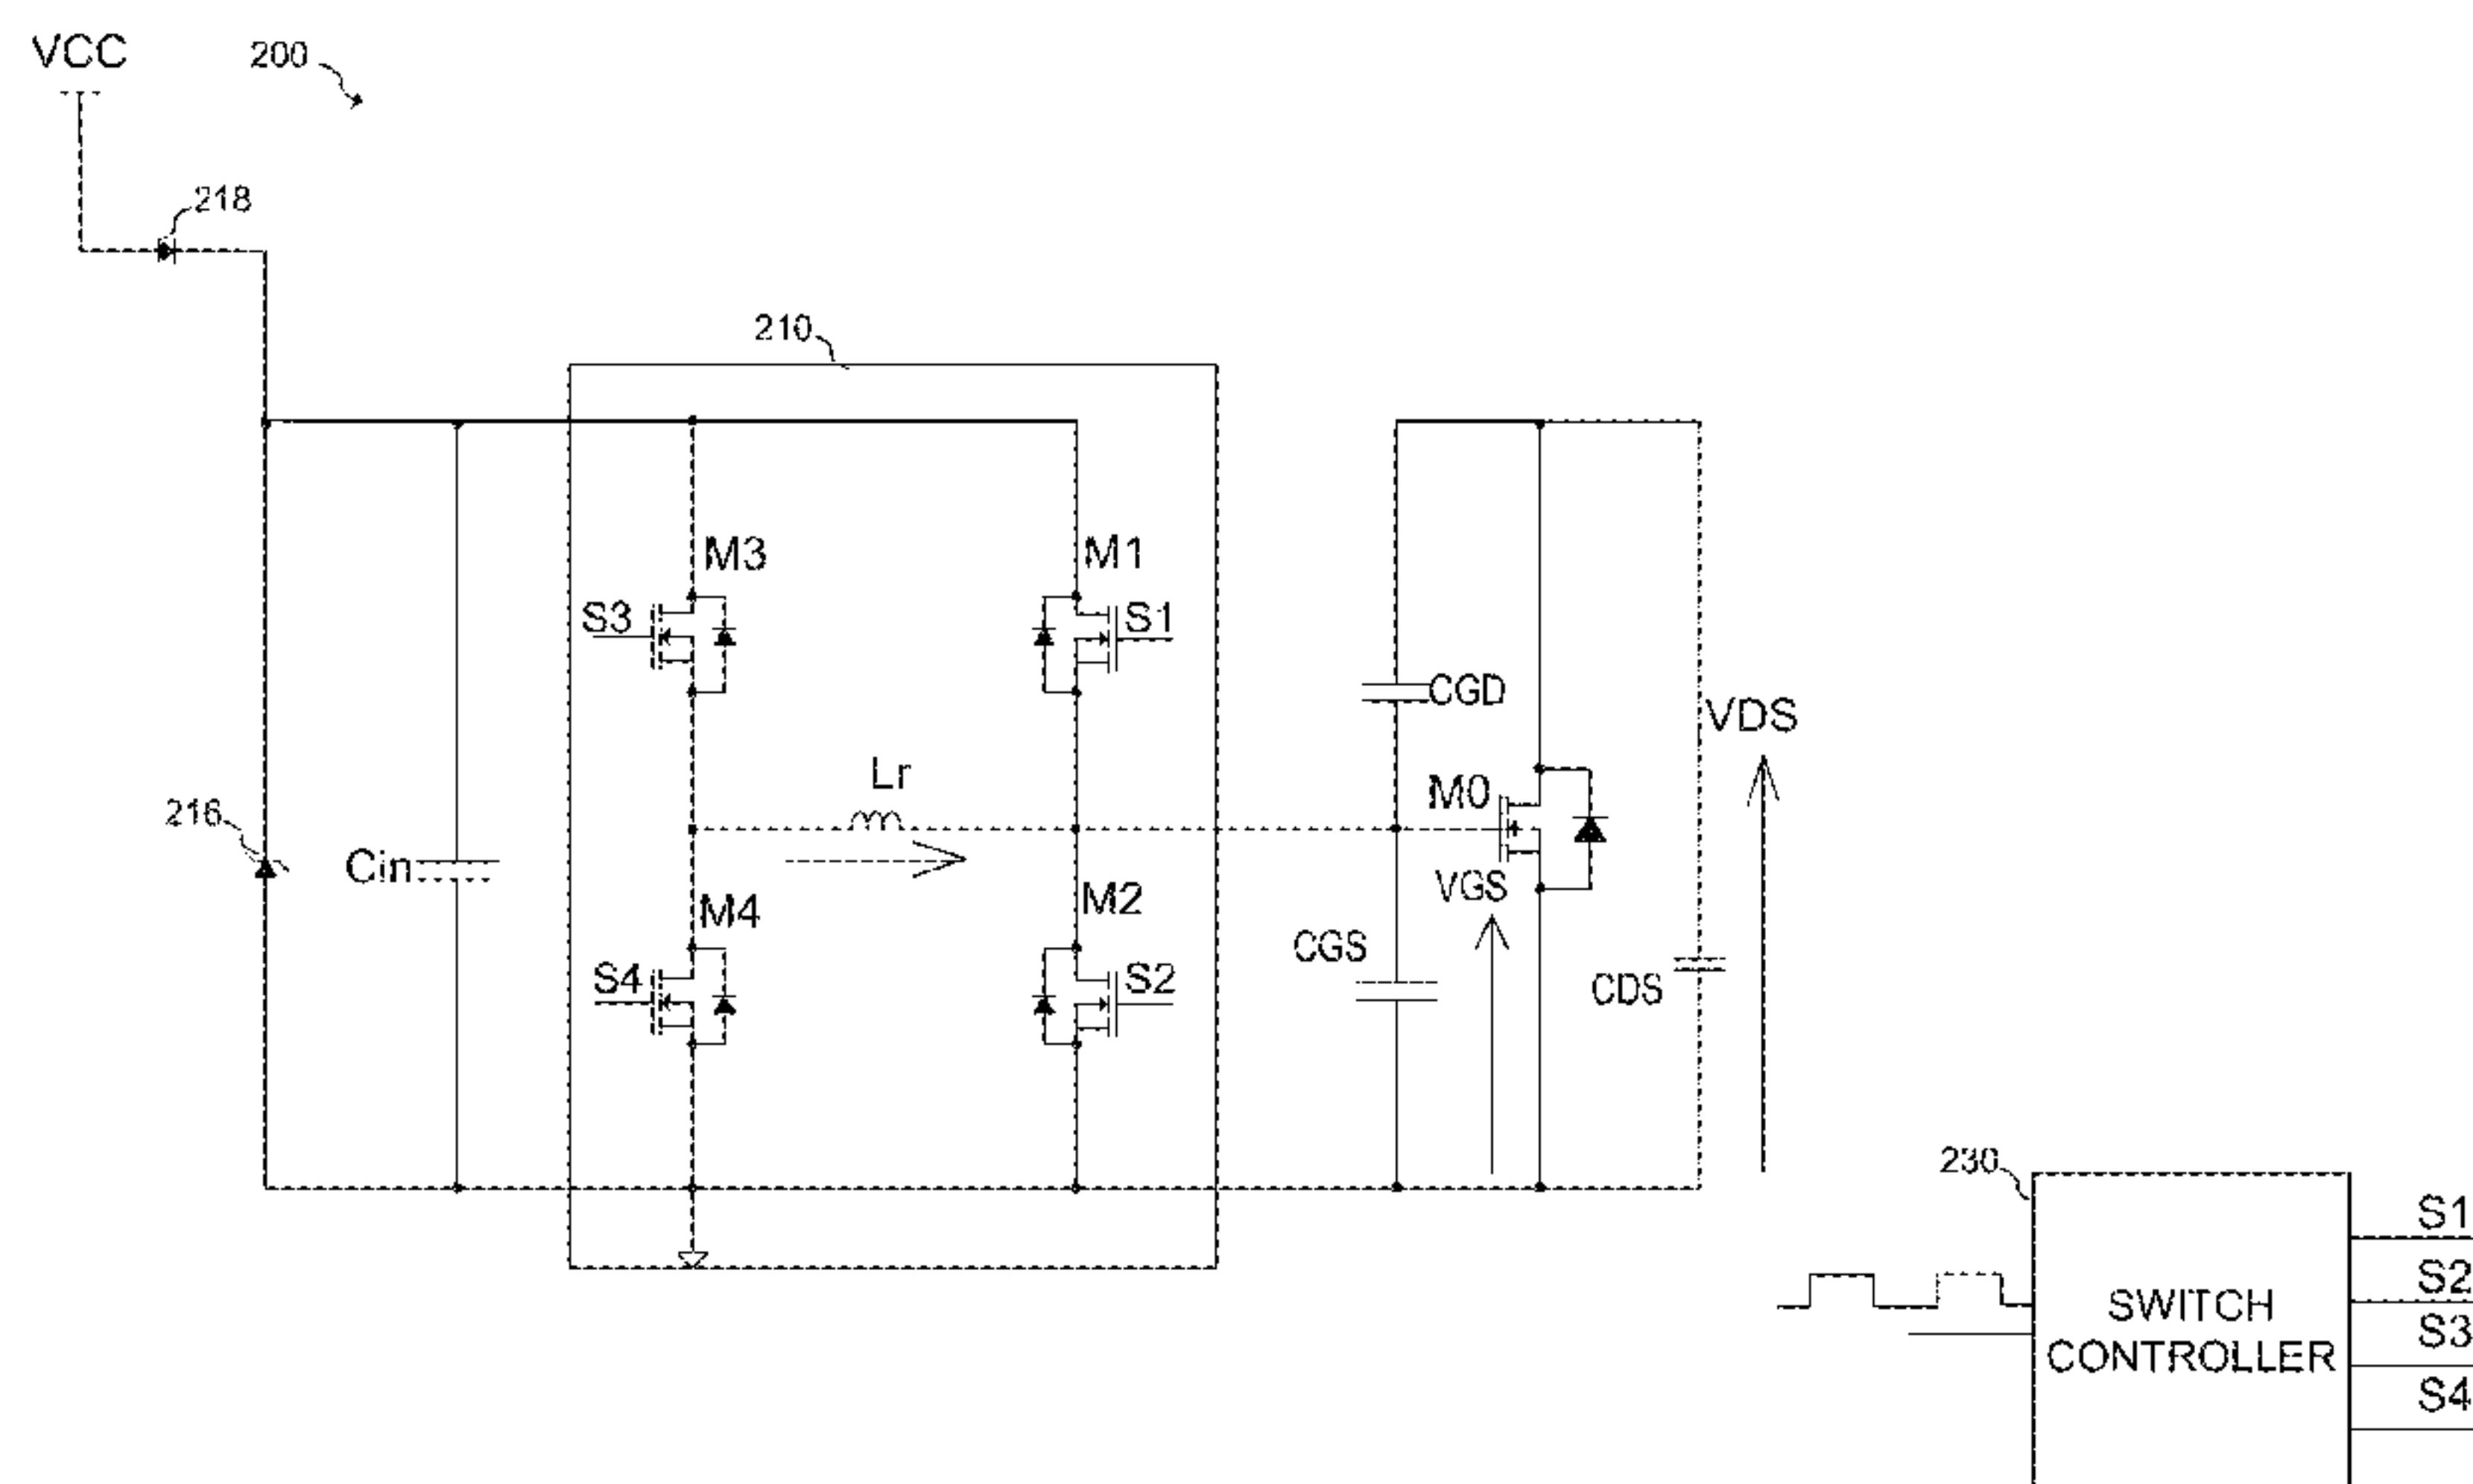 VCC
200
218
210
M3
M1
S3
S1
CGD
VDS
Lr
M0
216
Cin
VGS
M4
M2
CGS
S4
S2
CDS
230
S1
S2
SWITCH
CONTROLLER
S3
S4